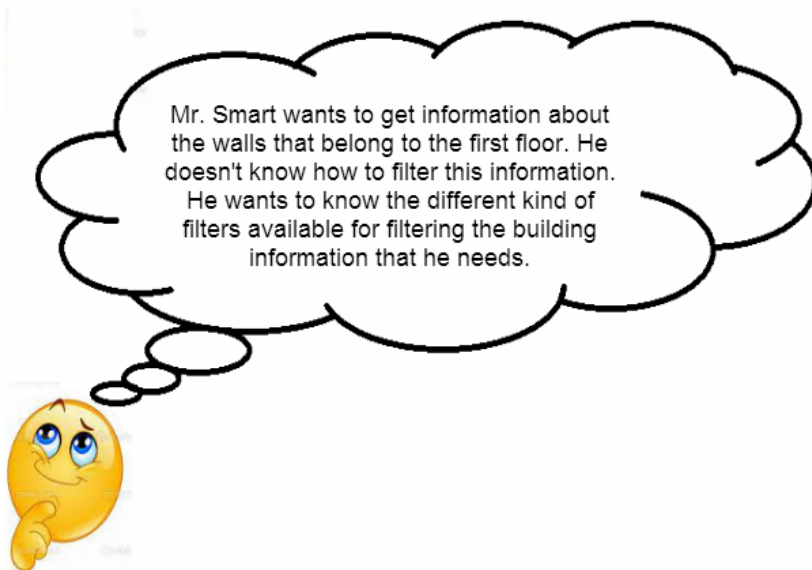 Mr. Smart wants to get information about
the walls that belong to the first floor. He
doesn't know how to filter this information.
He wants to know the different kind of
filters available for filtering the building
information that he needs.